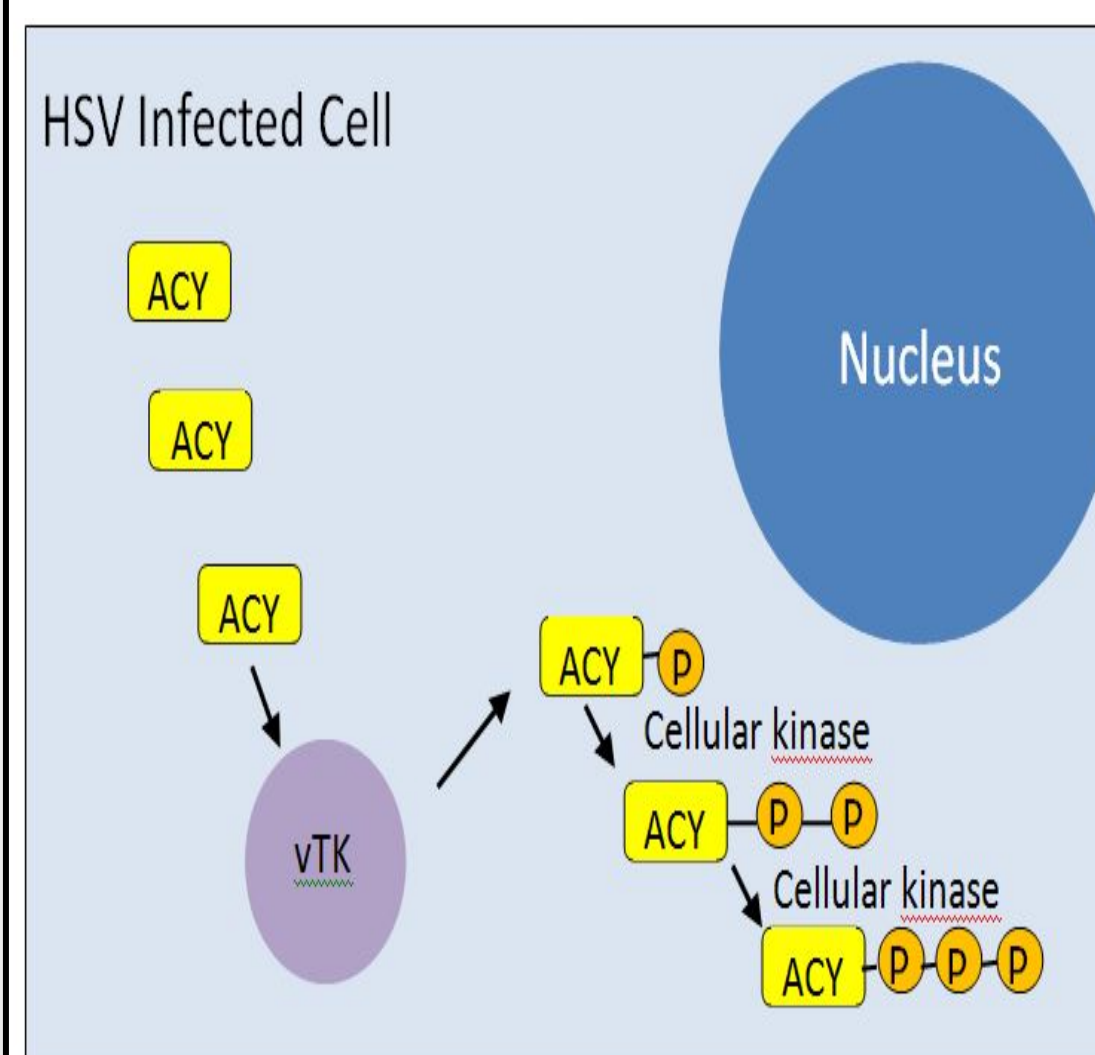 HSV Infected Cell
ACY
Nucleus
ACY
ACY
ACY P
Cellular kinase
ACY P P
vTK
Cellular kinase
ACY P P P